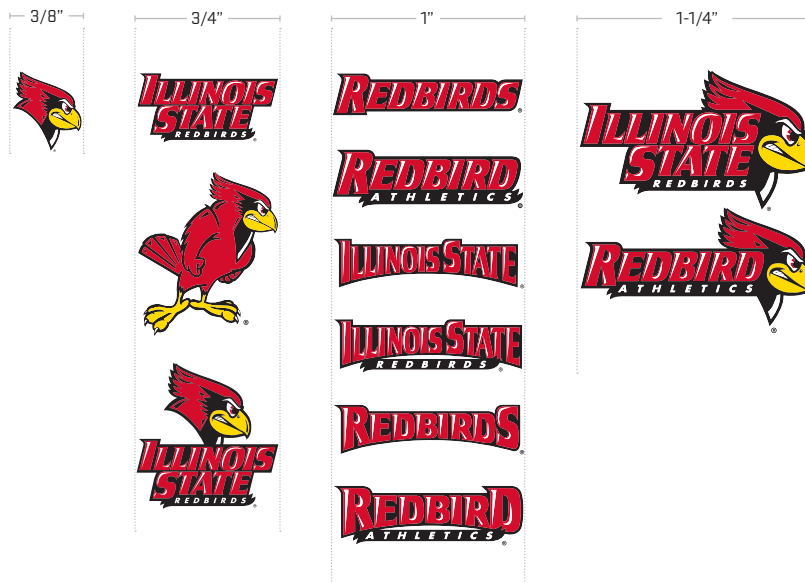 3/8” 3/4” 1” 1-1/4”
ILLINOIS
STATE
REDBIRDS
®
®
ILLINOIS
STATE
REDBIRDS
®
REDBIRDS
®
REDBIRD
ATHLETICS
®
ILLINOIS STATE
®
ILLINOIS STATE
REDBIRDS
®
REDBIRDS
®
REDBIRD
ATHLETICS
®
ILLINOIS
STATE
REDBIRDS
®
REDBIRD
ATHLETICS
®